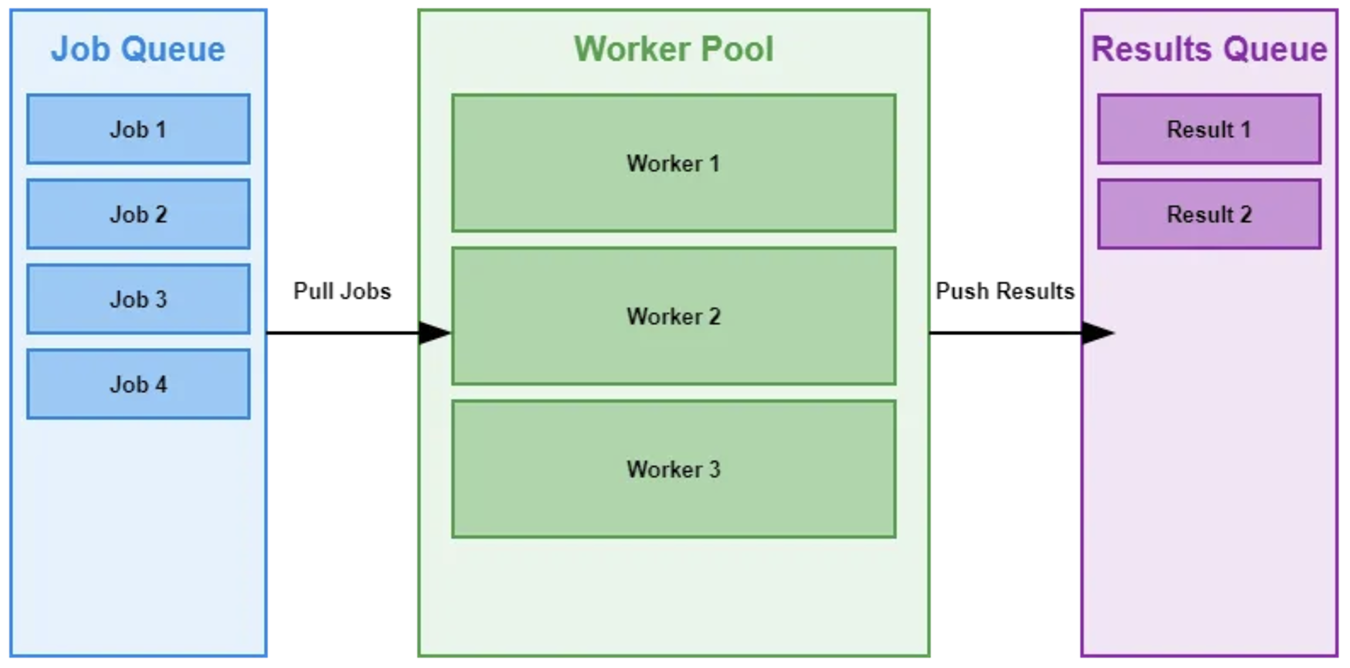 Job Queue
Job 1
Job 2
Job 3
Job 4
Pull Jobs
Worker Pool
Worker 1
Worker 2
Worker 3
Push Results
Results Queue
Result 1
Result 2